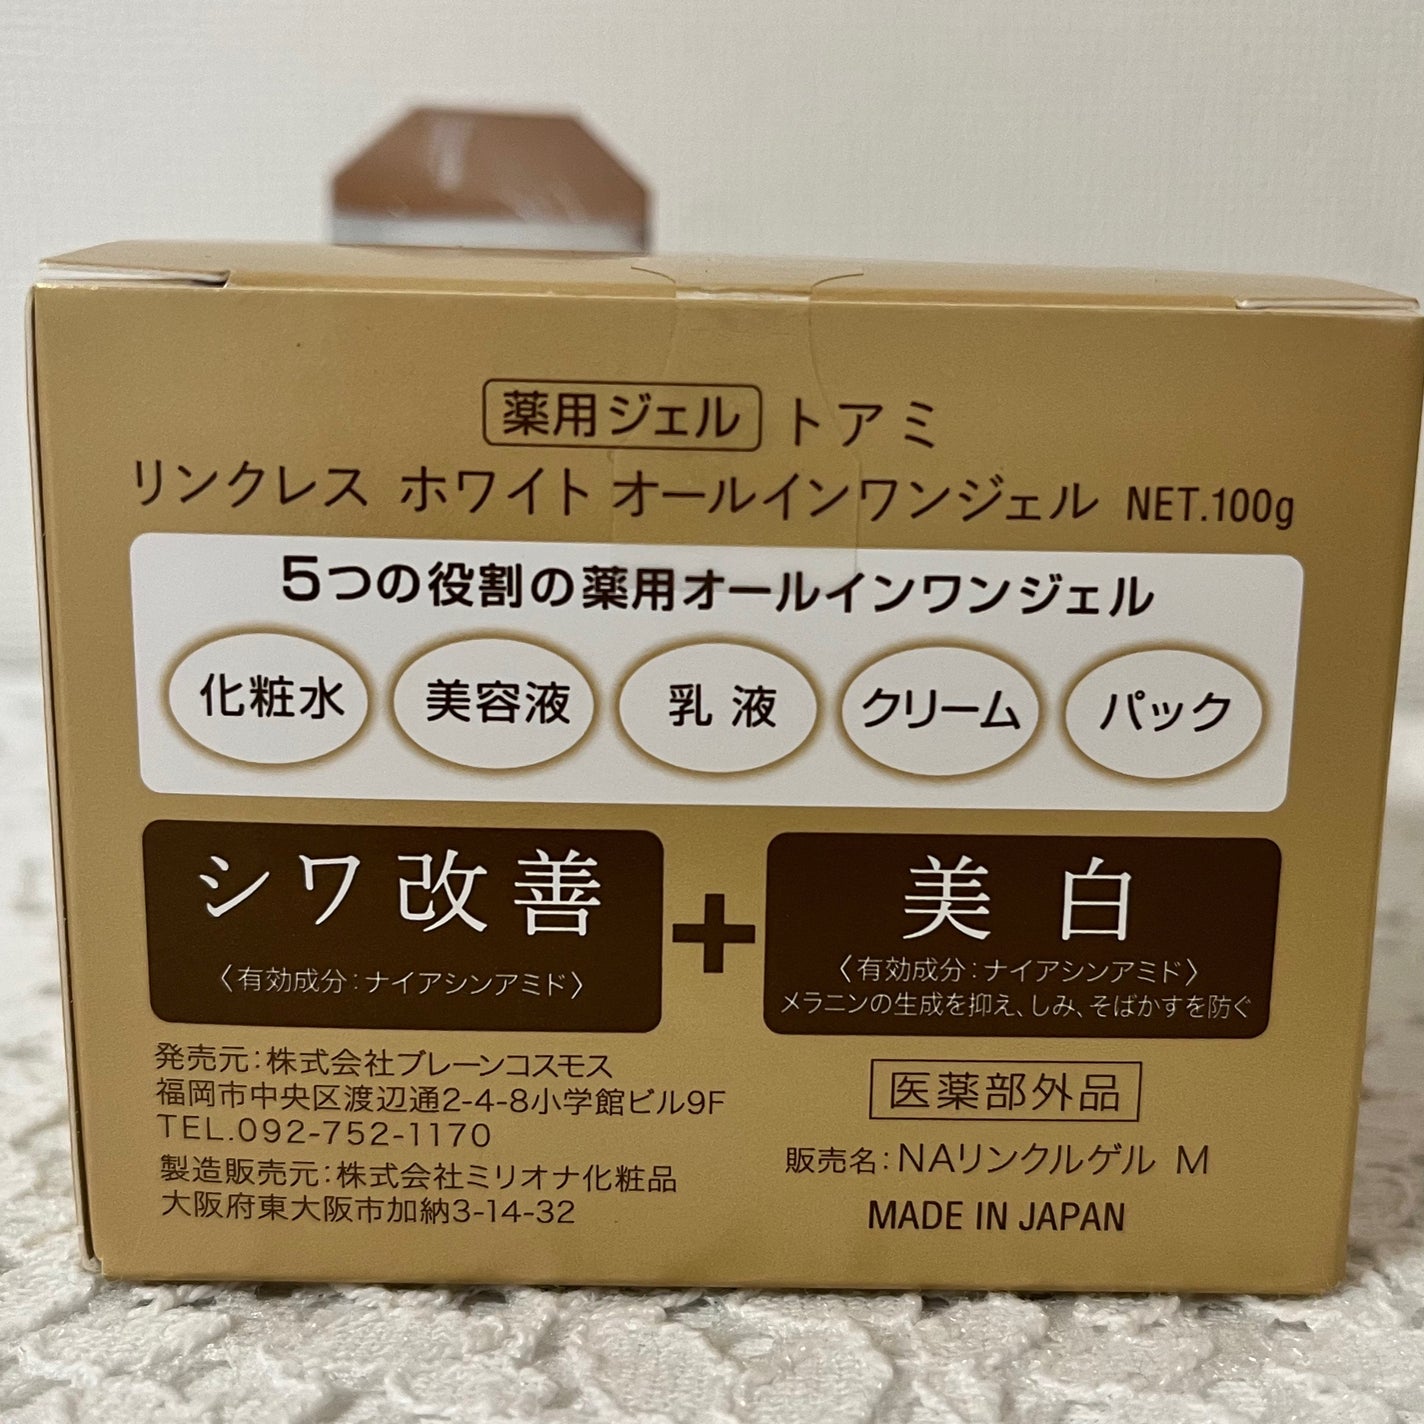 薬用ジェル トアミ
リンクレス ホワイト オールインワンジェル NET.100g
5つの役割の薬用オールインワンジェル
化粧水 美容液 乳液 クリーム パック
シワ改善 + 美白
〈有効成分:ナイアシンアミド〉
〈有効成分:ナイアシンアミド〉
メラニンの生成を抑え、しみ、そばかすを防ぐ
発売元:株式会社ブレーンコスモス
福岡市中央区渡辺通2-4-8小学館ビル9F
TEL.092-752-1170
製造販売元:株式会社ミリオナ化粧品
大阪府東大阪市加納3-14-32
医薬部外品
販売名:NAリンクルゲル M
MADE IN JAPAN